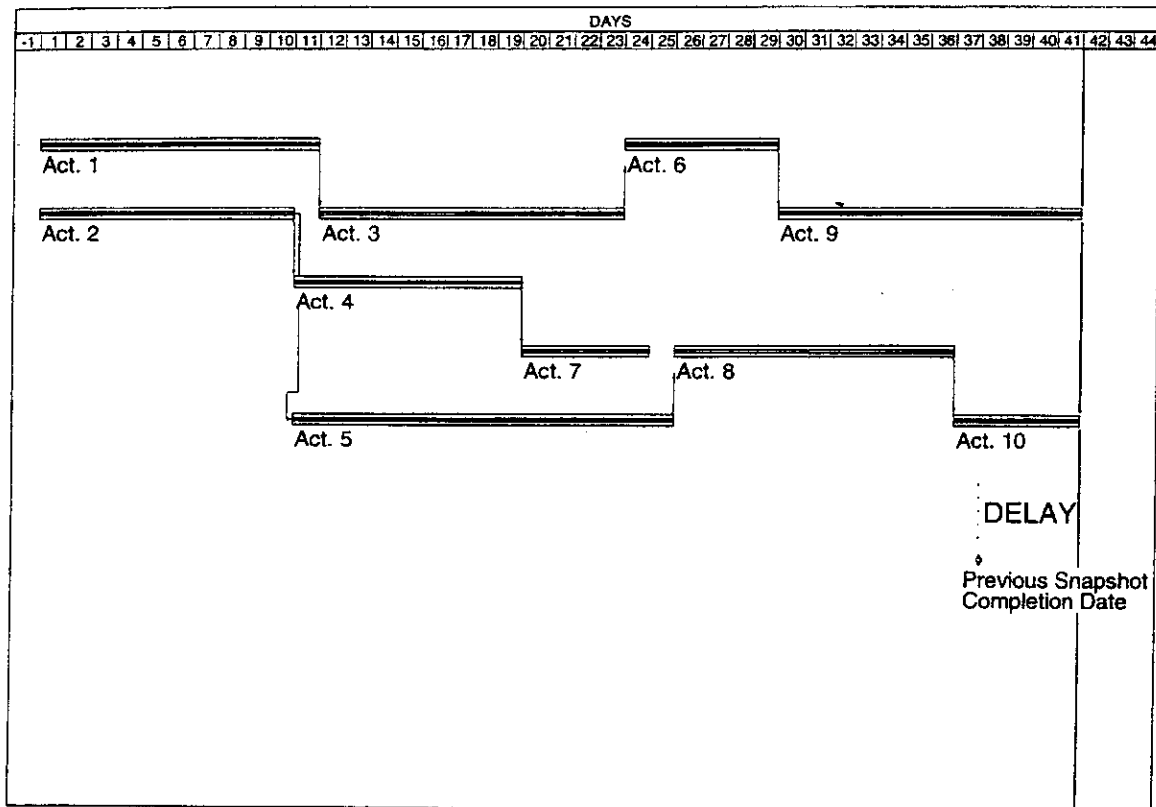 DAYS
-1 1 2 3 4 5 6 7 8 9 10 11 12 13 14 15 16 17 18 19 20 21 22 23 24 25 26 27 28 29 30 31 32 33 34 35 36 37 38 39 40 41 42 43 44
Act. 1
Act. 6
Act. 2
Act. 3
Act. 9
Act. 4
Act. 7
Act. 8
Act. 5
Act. 10
DELAY
Previous Snapshot
Completion Date